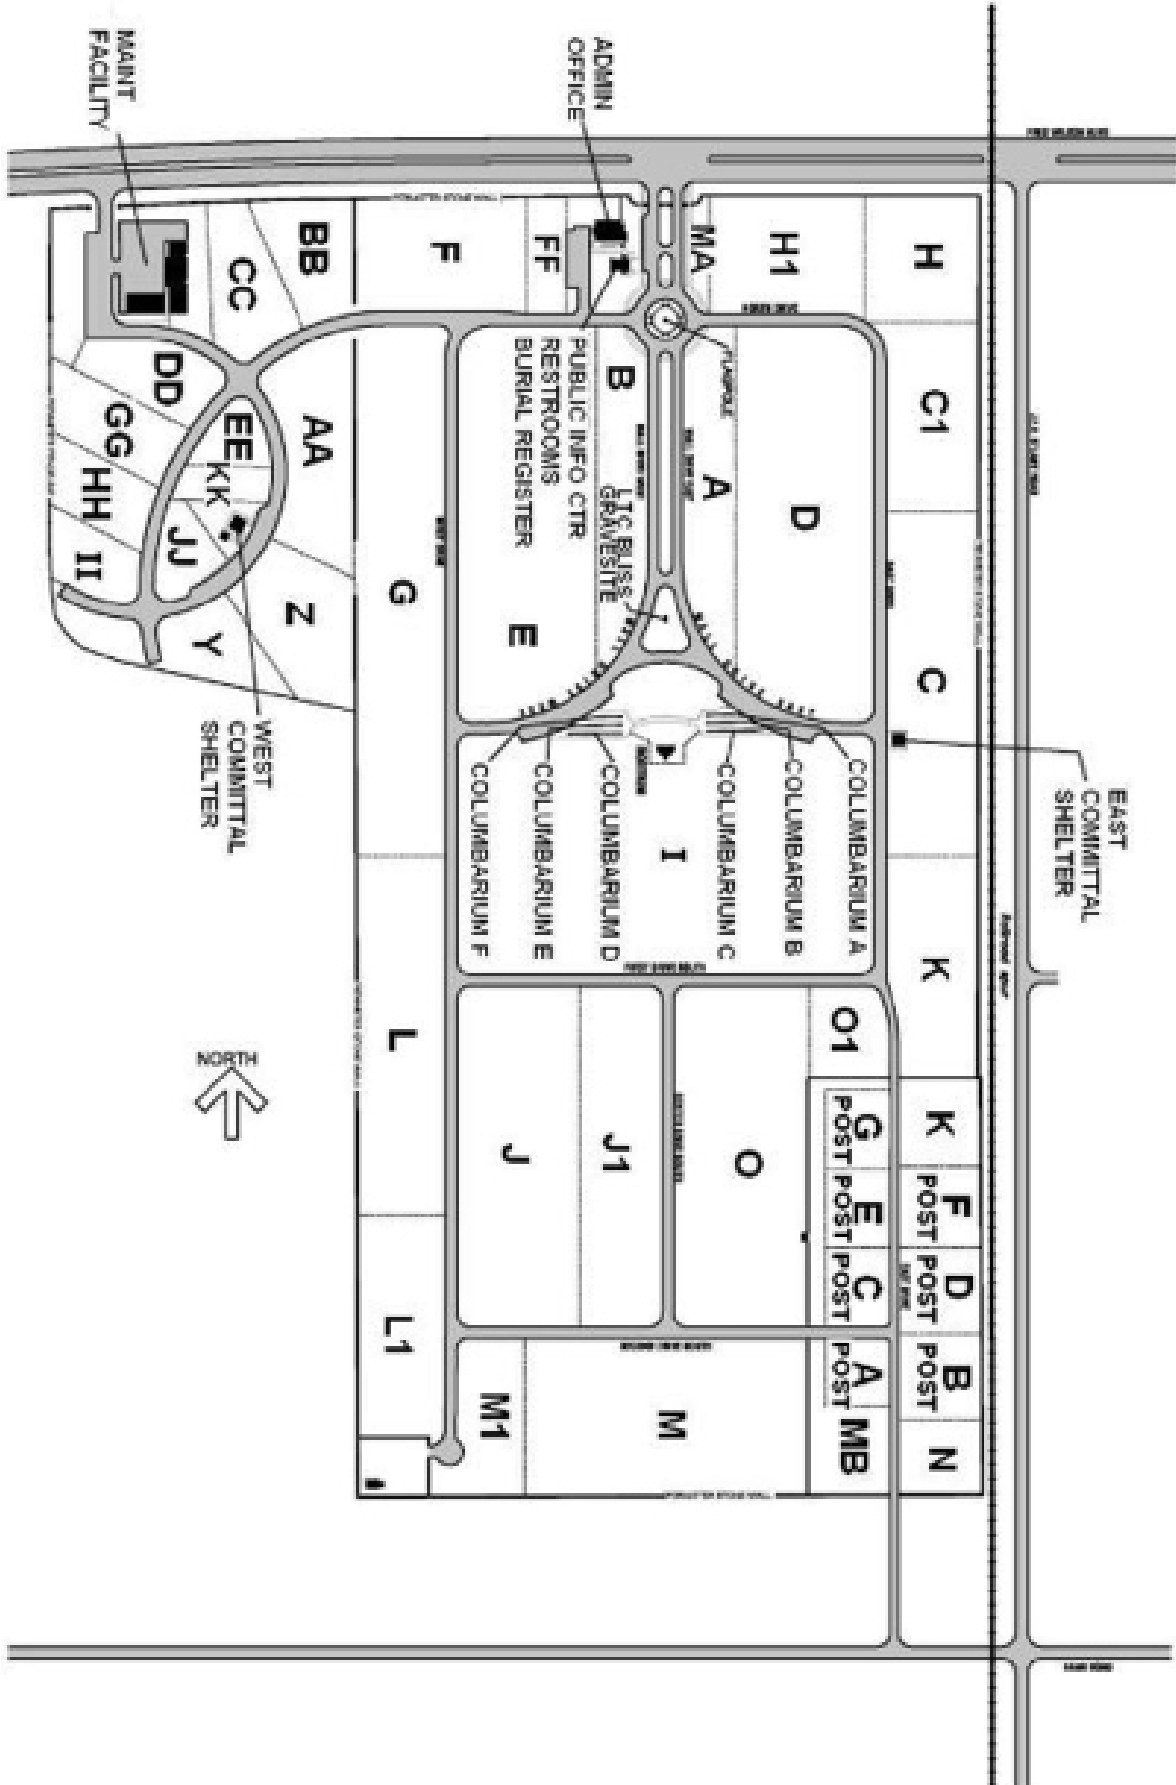 MAINT
FACILITY
ADMIN
OFFICE
BB
CC
F
FF
MA
H1
H
DD
GG
HH
II
EE
KK
JJ
AA
Z
Y
G
E
B
A
D
C1
C
FLAGPOLE
PUBLIC INFO CTR
RESTROOMS
BURIAL REGISTER
LTC BLISS
GRAVESITE
WEST
COMMITTAL
SHELTER
EAST
COMMITTAL
SHELTER
COLUMBARIUM A
COLUMBARIUM B
COLUMBARIUM C
COLUMBARIUM D
COLUMBARIUM E
COLUMBARIUM F
I
K
L
NORTH
J
J1
O
O1
K
POST G
POST F
POST E
POST D
POST C
POST B
POST A
L1
M1
M
MB
N